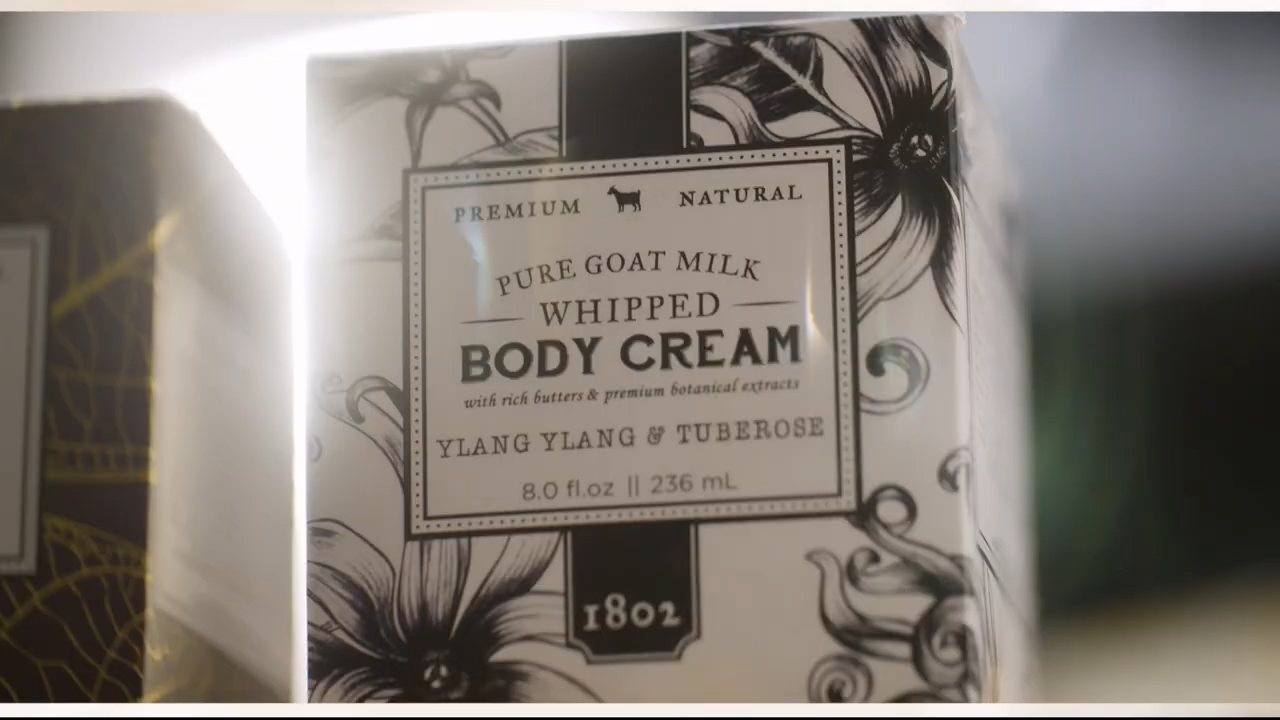 PREMIUM NATURAL
PURE GOAT MILK
WHIPPED
BODY CREAM
with rich butters & premium botanical extracts
YLANG YLANG & TUBEROSE
8.0 fl.oz || 236 mL
1802